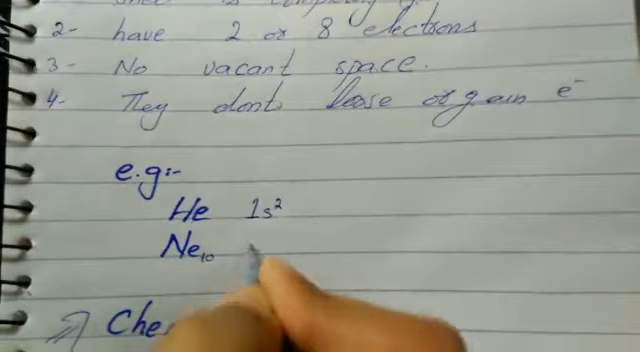 2- have 2 or 8 electrons
3- No vacant space.
4- They dont loose or gain e⁻
e.g:-
He 1s²
Ne₁₀
Che